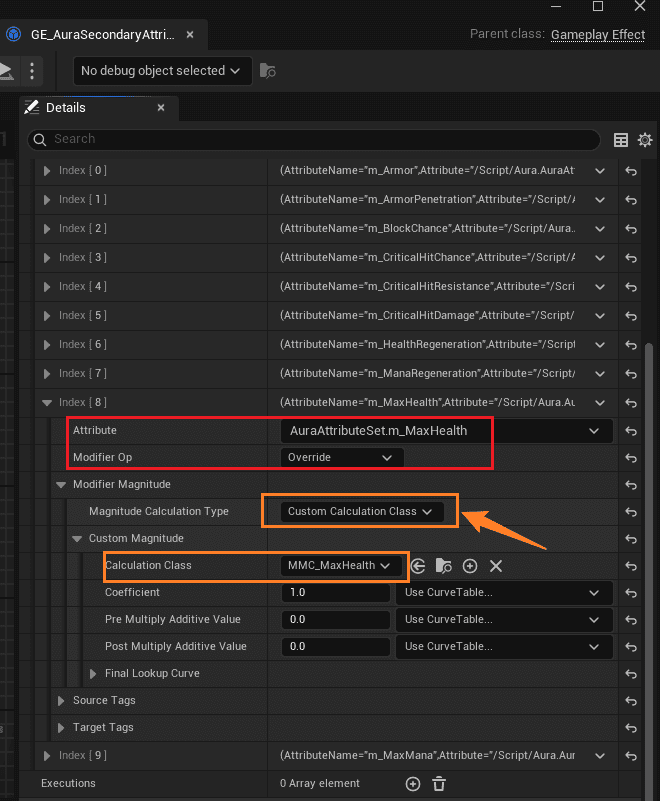 GE_AuraSecondaryAttri...
Parent class: Gameplay Effect
No debug object selected
Details
Search
Index [ 0 ] (AttributeName="m_Armor",Attribute="/Script/Aura.AuraAtt
Index [ 1 ] (AttributeName="m_ArmorPenetration",Attribute="/Script/A
Index [ 2 ] (AttributeName="m_BlockChance",Attribute="/Script/Aura.
Index [ 3 ] (AttributeName="m_CriticalHitChance",Attribute="/Script/A
Index [ 4 ] (AttributeName="m_CriticalHitResistance",Attribute="/Scri
Index [ 5 ] (AttributeName="m_CriticalHitDamage",Attribute="/Script/
Index [ 6 ] (AttributeName="m_HealthRegeneration",Attribute="/Script
Index [ 7 ] (AttributeName="m_ManaRegeneration",Attribute="/Script/
Index [ 8 ] (AttributeName="m_MaxHealth",Attribute="/Script/Aura.Au
Attribute AuraAttributeSet.m_MaxHealth
Modifier Op Override
Modifier Magnitude
Magnitude Calculation Type Custom Calculation Class
Custom Magnitude
Calculation Class MMC_MaxHealth
Coefficient 1.0 Use CurveTable...
Pre Multiply Additive Value 0.0 Use CurveTable...
Post Multiply Additive Value 0.0 Use CurveTable...
Final Lookup Curve
Source Tags
Target Tags
Index [ 9 ] (AttributeName="m_MaxMana",Attribute="/Script/Aura.Aur
Executions 0 Array element